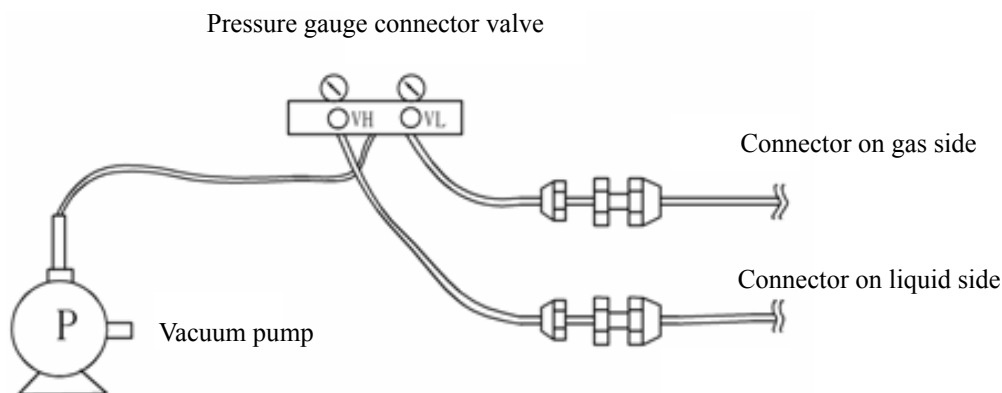 Pressure gauge connector valve
VH
VL
Connector on gas side
Connector on liquid side
P
Vacuum pump